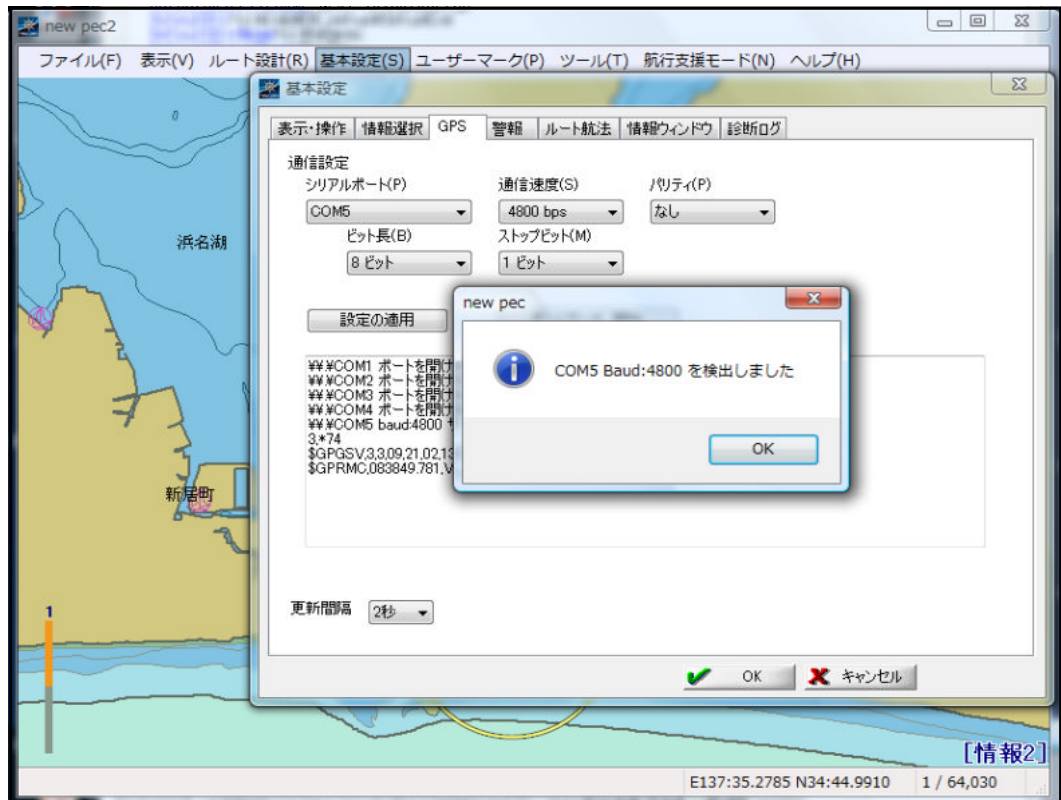 new pec2
ファイル(F) 表示(V) ルート設計(R) 基本設定(S) ユーザーマーク(P) ツール(T) 航行支援モード(N) ヘルプ(H)
基本設定
表示・操作 情報選択 GPS 警報 ルート航法 情報ウィンドウ 診断ログ
通信設定
シリアルポート(P) 通信速度(S) パリティ(P)
COM5 4800 bps なし
ビット長(B) ストップビット(M)
8 ビット 1 ビット
設定の適用
¥¥.¥COM1 ポートを開け
¥¥.¥COM2 ポートを開け
¥¥.¥COM3 ポートを開け
¥¥.¥COM4 ポートを開け
¥¥.¥COM5 baud:4800
3,*74
$GPGSV,3,3,09,21,02,13
$GPRMC,083849.781,V
new pec
COM5 Baud:4800 を検出しました
OK
更新間隔 2秒
OK キャンセル
0
浜名湖
新居町
1
[情報2]
E137:35.2785 N34:44.9910 1 / 64,030